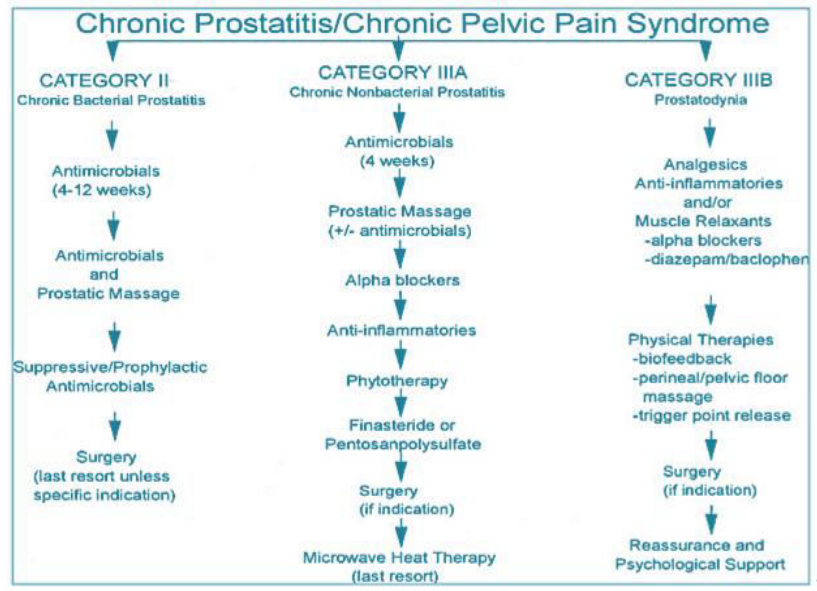 Chronic Prostatitis/Chronic Pelvic Pain Syndrome
CATEGORY II
Chronic Bacterial Prostatitis
Antimicrobials
(4-12 weeks)
Antimicrobials
and
Prostatic Massage
Suppressive/Prophylactic
Antimicrobials
Surgery
(last resort unless
specific indication)
CATEGORY IIIA
Chronic Nonbacterial Prostatitis
Antimicrobials
(4 weeks)
Prostatic Massage
(+/- antimicrobials)
Alpha blockers
Anti-inflammatories
Phytotherapy
Finasteride or
Pentosanpolysulfate
Surgery
(if indication)
Microwave Heat Therapy
(last resort)
CATEGORY IIIB
Prostatodynia
Analgesics
Anti-inflammatories
and/or
Muscle Relaxants
-alpha blockers
-diazepam/baclophen
Physical Therapies
-biofeedback
-perineal/pelvic floor
massage
-trigger point release
Surgery
(if indication)
Reassurance and
Psychological Support